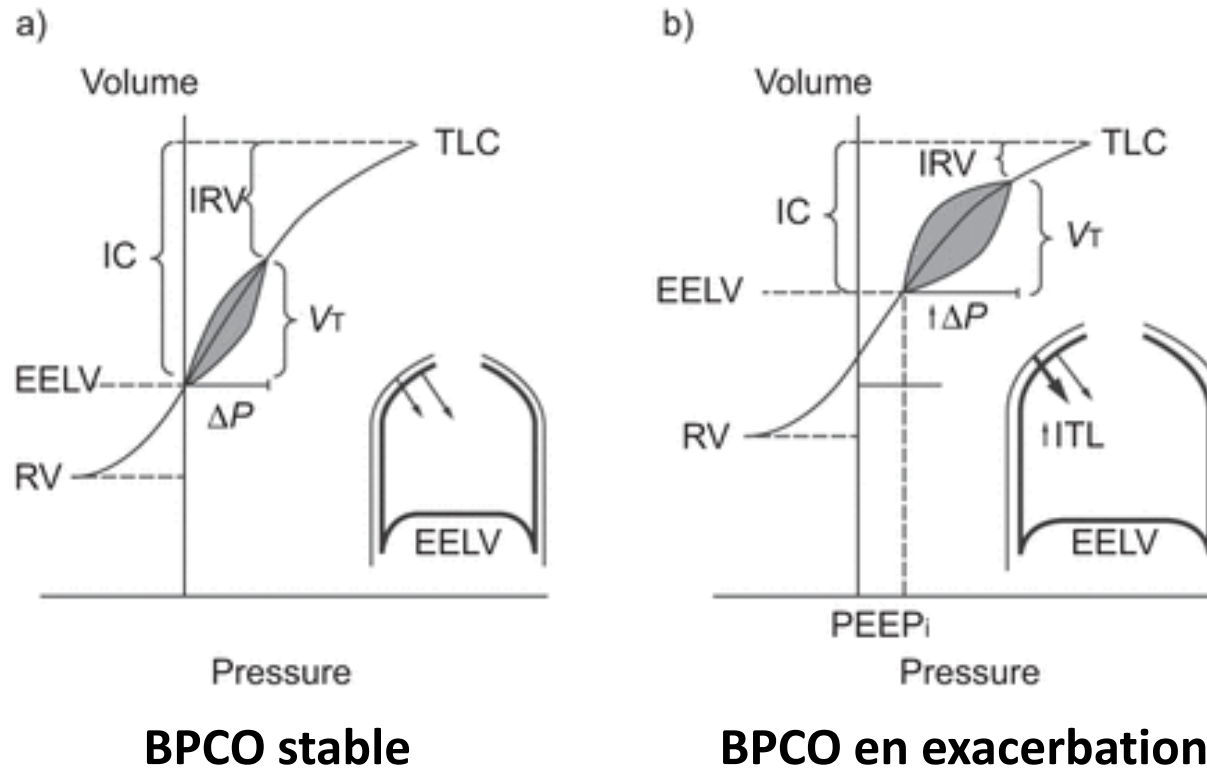 a)
Volume
TLC
IRV
IC
VT
EELV
ΔP
RV
EELV
Pressure
BPCO stable
b)
Volume
TLC
IRV
IC
VT
EELV
↑ΔP
RV
↑ITL
EELV
PEEPi
Pressure
BPCO en exacerbation